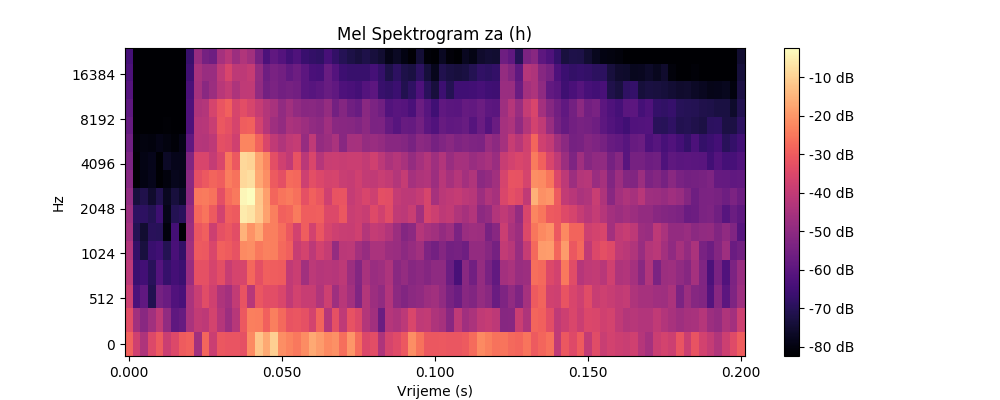 Mel Spektrogram za (h)
Hz
16384
8192
4096
2048
1024
512
0
0.000
0.050
0.100
0.150
0.200
Vrijeme (s)
-10 dB
-20 dB
-30 dB
-40 dB
-50 dB
-60 dB
-70 dB
-80 dB